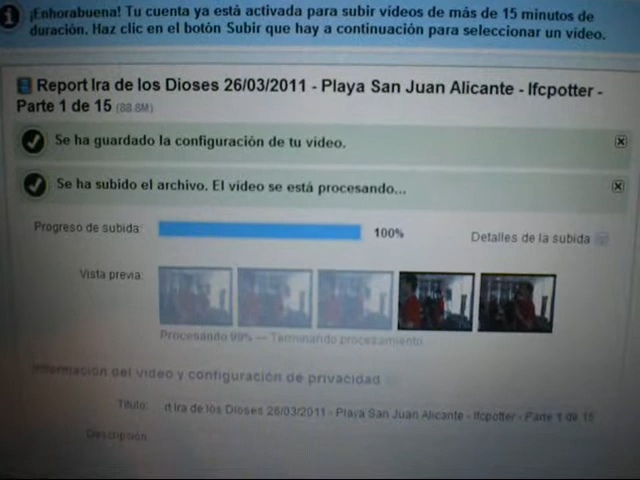 ¡Enhorabuena! Tu cuenta ya está activada para subir vídeos de más de 15 minutos de
duración. Haz clic en el botón Subir que hay a continuación para seleccionar un vídeo.
Report Ira de los Dioses 26/03/2011 - Playa San Juan Alicante - lfcpotter -
Parte 1 de 15 (88.8M)
Se ha guardado la configuración de tu vídeo.
Se ha subido el archivo. El vídeo se está procesando...
Progreso de subida: 100% Detalles de la subida
Vista previa:
Procesando 99% — Terminando procesamiento
Información del vídeo y configuración de privacidad
Título: rt Ira de los Dioses 26/03/2011 - Playa San Juan Alicante - lfcpotter - Parte 1 de 15
Descripción: